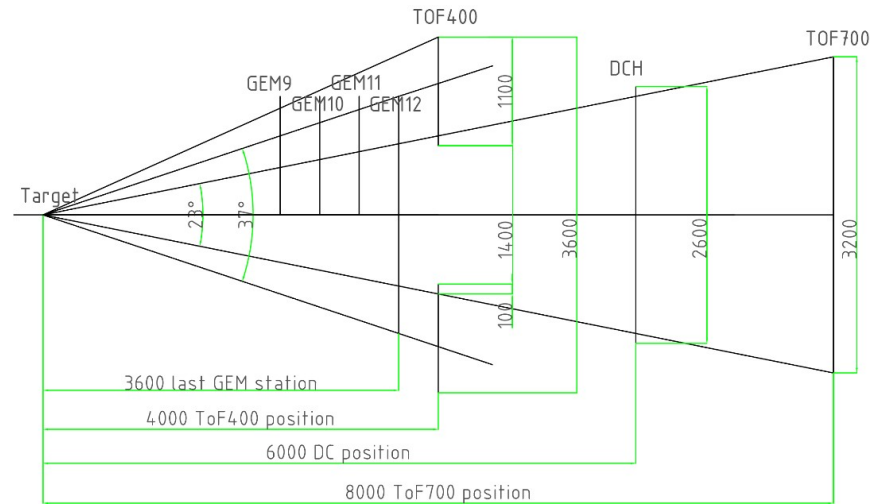 TOF400
TOF700
DCH
GEM9
GEM11
GEM10
GEM12
1100
Target
23°
37°
1400
3600
2600
3200
100
3600 last GEM station
4000 ToF400 position
6000 DC position
8000 ToF700 position